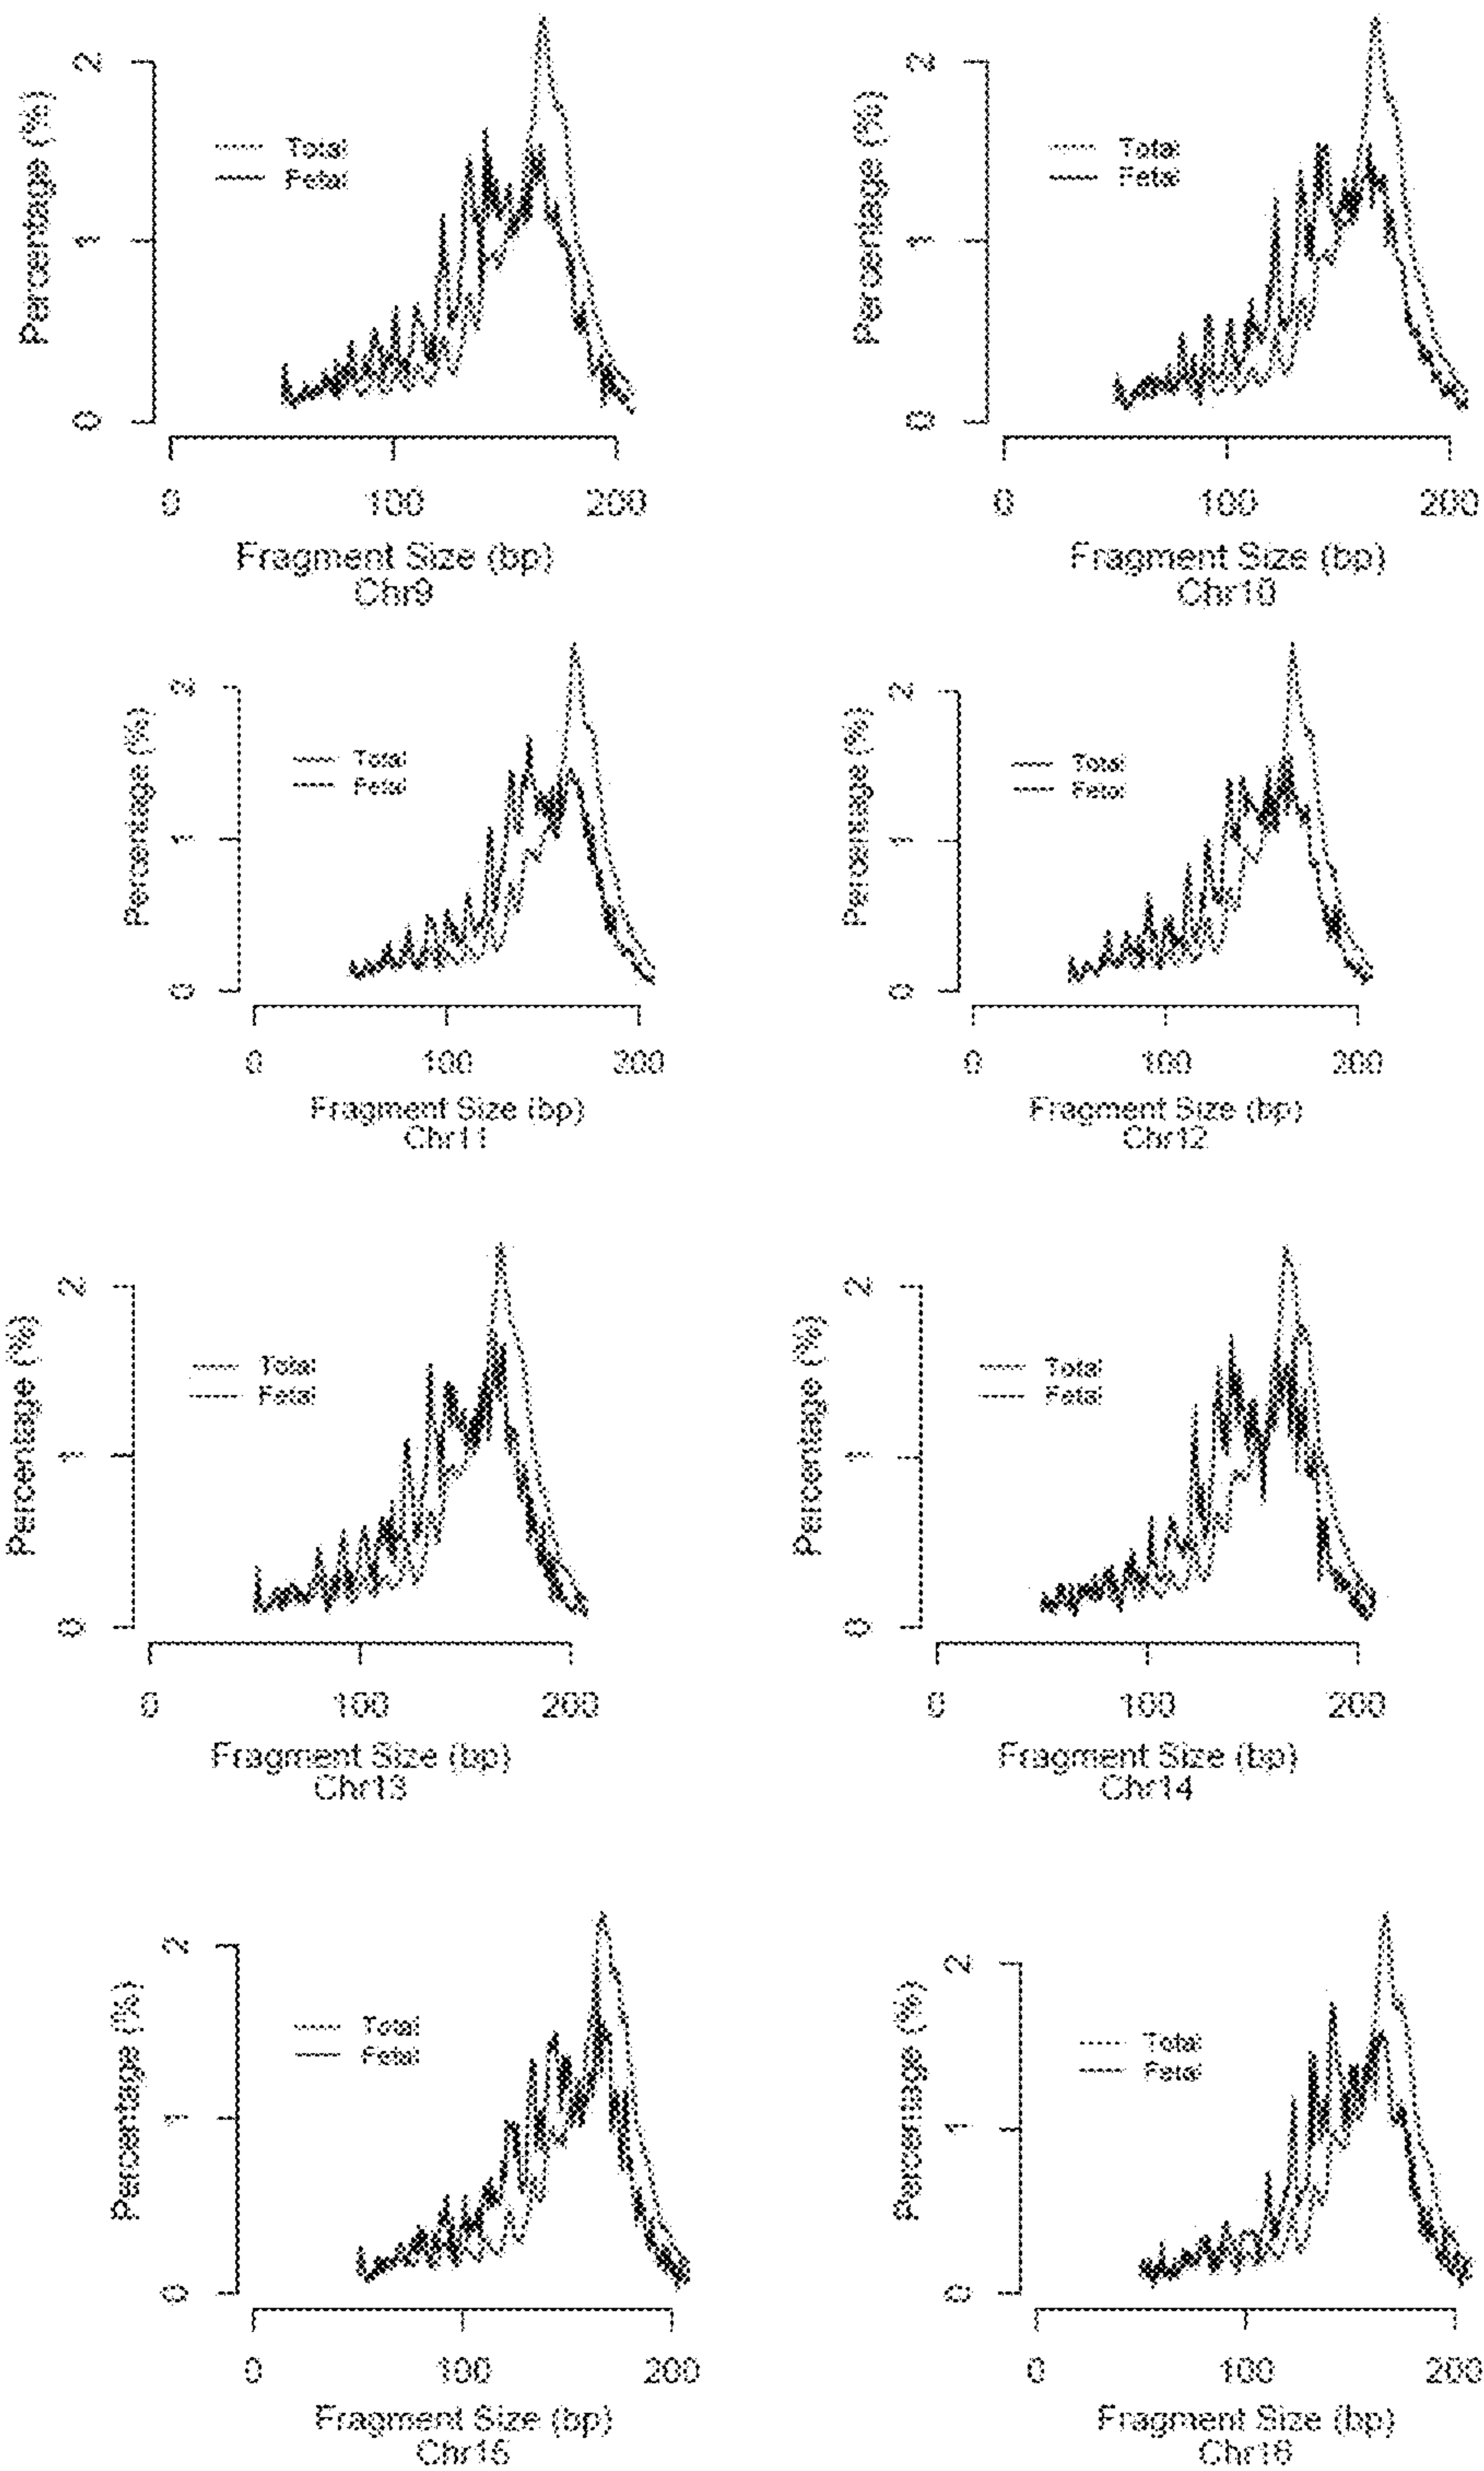 Percentage (%)
2
1
0
Total
Fetal
0 100 200
Fragment Size (bp)
Chr9
Percentage (%)
2
1
0
Total
Fetal
0 100 200
Fragment Size (bp)
Chr10
Percentage (%)
2
1
0
Total
Fetal
0 100 200
Fragment Size (bp)
Chr11
Percentage (%)
2
1
0
Total
Fetal
0 100 200
Fragment Size (bp)
Chr12
Percentage (%)
2
1
0
Total
Fetal
0 100 200
Fragment Size (bp)
Chr13
Percentage (%)
2
1
0
Total
Fetal
0 100 200
Fragment Size (bp)
Chr14
Percentage (%)
2
1
0
Total
Fetal
0 100 200
Fragment Size (bp)
Chr15
Percentage (%)
2
1
0
Total
Fetal
0 100 200
Fragment Size (bp)
Chr16